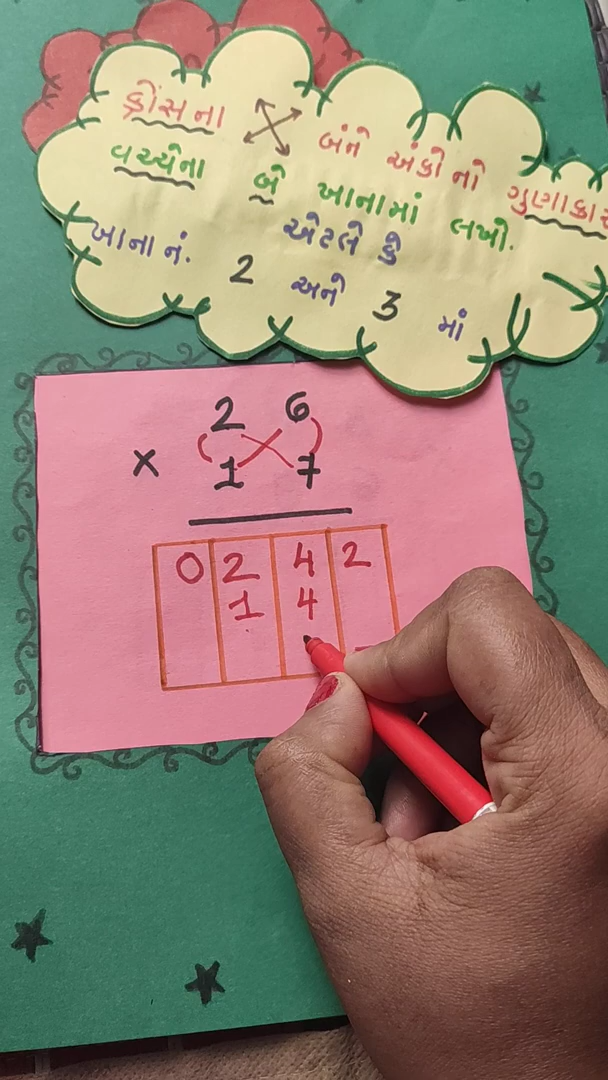 ક્રોસના બંને અંકોનો ગુણાકાર
વચ્ચેના બે ખાનામાં લખો.
એટલે કે
ખાના નં. 2 અને 3 માં
2 6
x 1 7
0 2 4 2
1 4